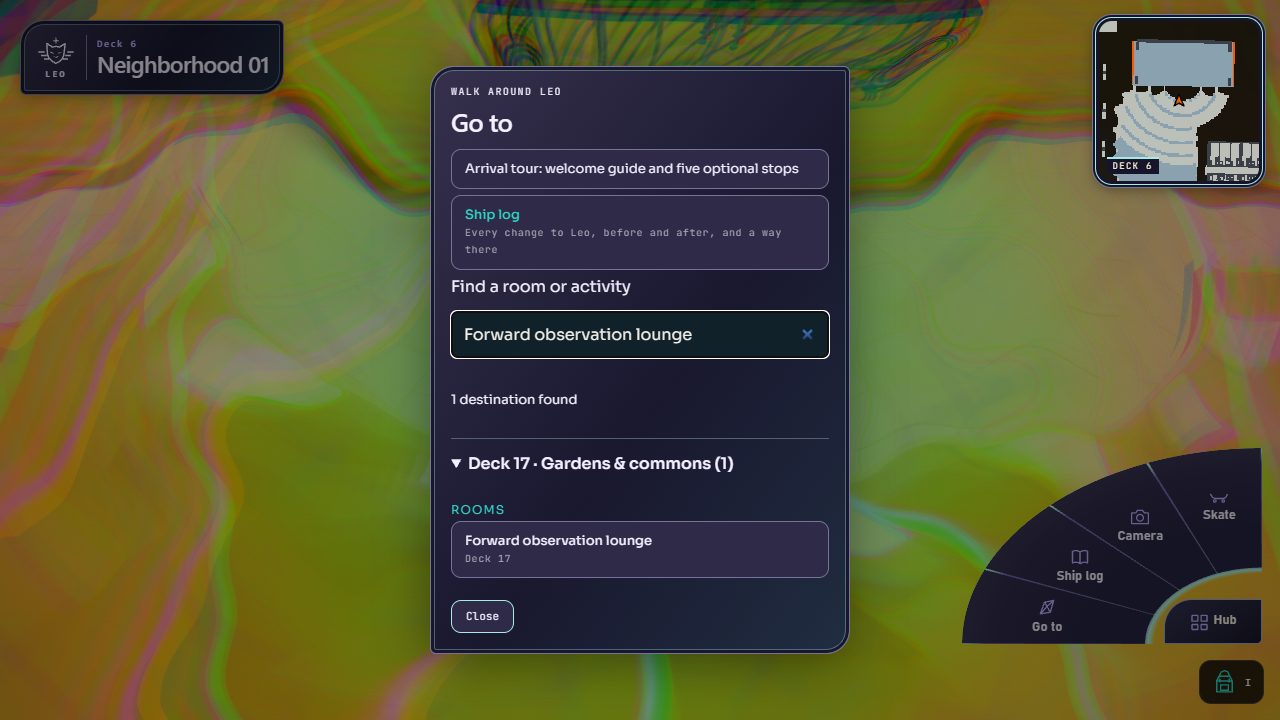 Deck 6
Neighborhood 01
LEO
WALK AROUND LEO
Go to
Arrival tour: welcome guide and five optional stops
Ship log
Every change to Leo, before and after, and a way
there
Find a room or activity
Forward observation lounge
1 destination found
Deck 17 · Gardens & commons (1)
ROOMS
Forward observation lounge
Deck 17
Close
DECK 6
Skate
Camera
Ship log
Go to
Hub
I